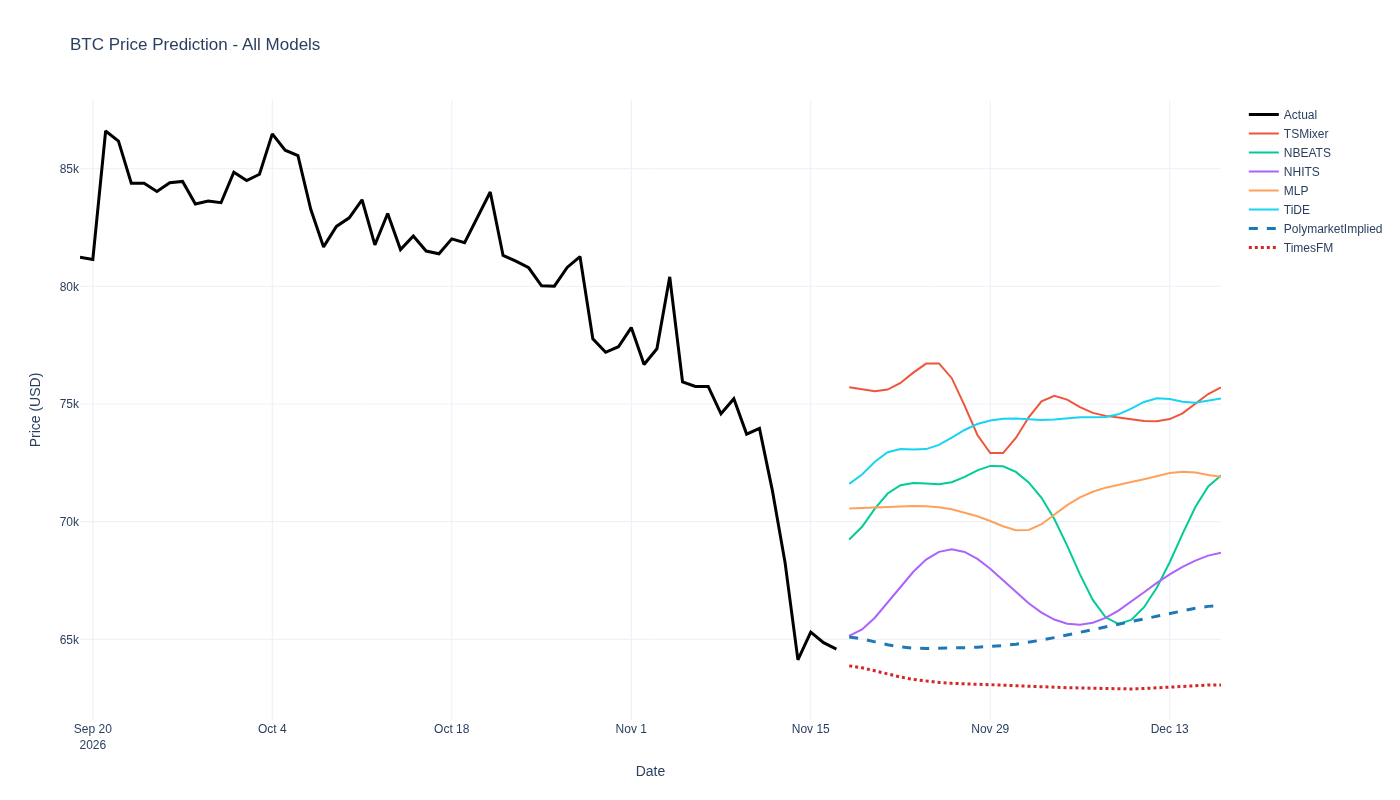 BTC Price Prediction - All Models
Actual
TSMixer
NBEATS
NHITS
MLP
TiDE
PolymarketImplied
TimesFM
Price (USD)
85k
80k
75k
70k
65k
Sep 20
2026
Oct 4
Oct 18
Nov 1
Nov 15
Nov 29
Dec 13
Date